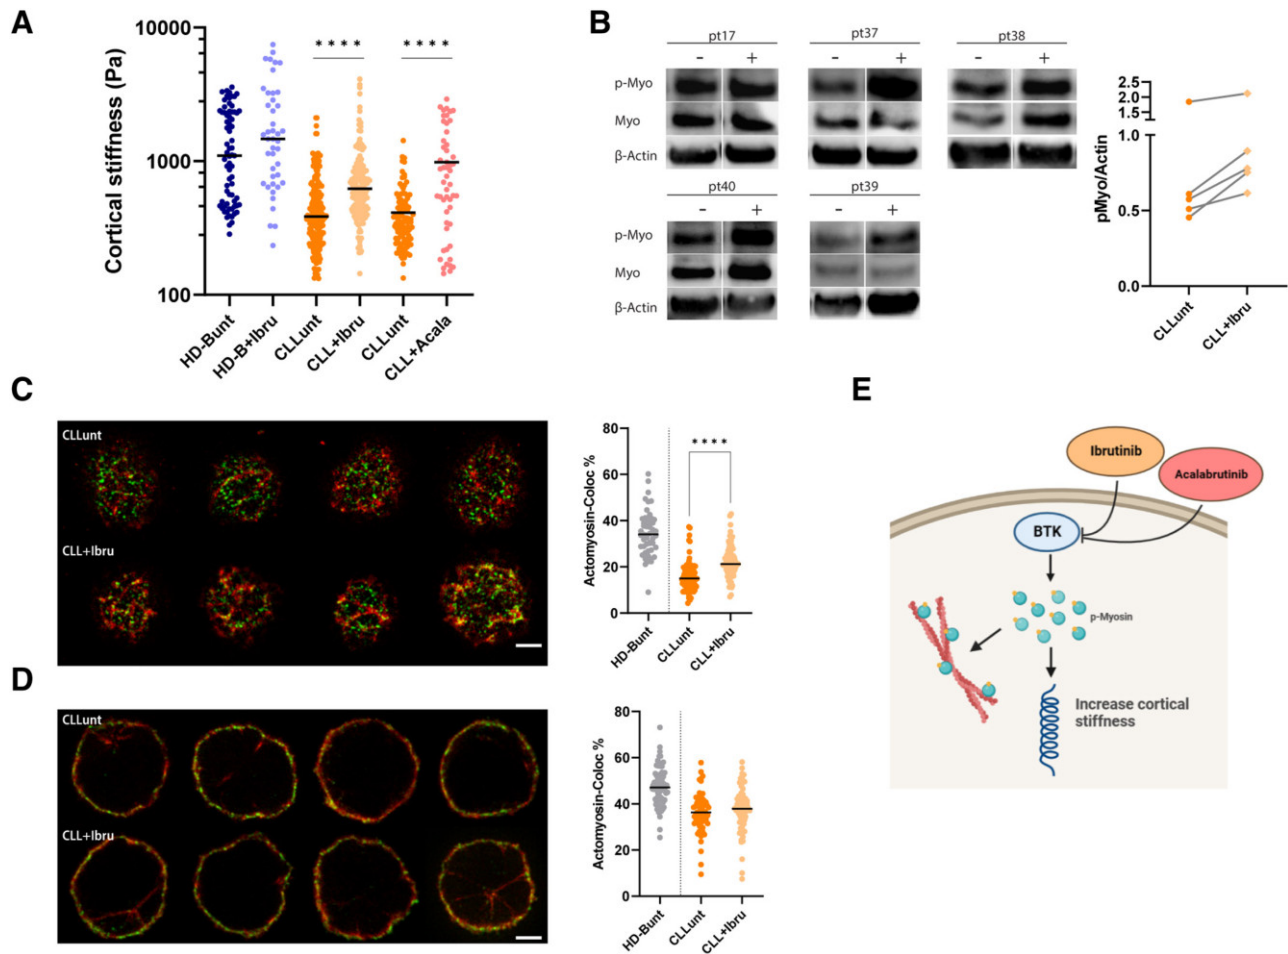 A
Cortical stiffness (Pa)
10000
1000
100
****
****
HD-Bunt
HD-B+Ibru
CLLunt
CLL+Ibru
CLLunt
CLL+Acala
B
pt17
pt37
pt38
- +
- +
- +
p-Myo
Myo
β-Actin
pt40
pt39
- +
- +
p-Myo
Myo
β-Actin
pMyo/Actin
2.5
2.0
1.5
1.0
0.5
0.0
CLLunt
CLL+Ibru
C
CLLunt
CLL+Ibru
Actomyosin-Coloc %
80
60
40
20
0
****
HD-Bunt
CLLunt
CLL+Ibru
D
CLLunt
CLL+Ibru
Actomyosin-Coloc %
80
60
40
20
0
HD-Bunt
CLLunt
CLL+Ibru
E
Ibrutinib
Acalabrutinib
BTK
p-Myosin
Increase cortical
stiffness